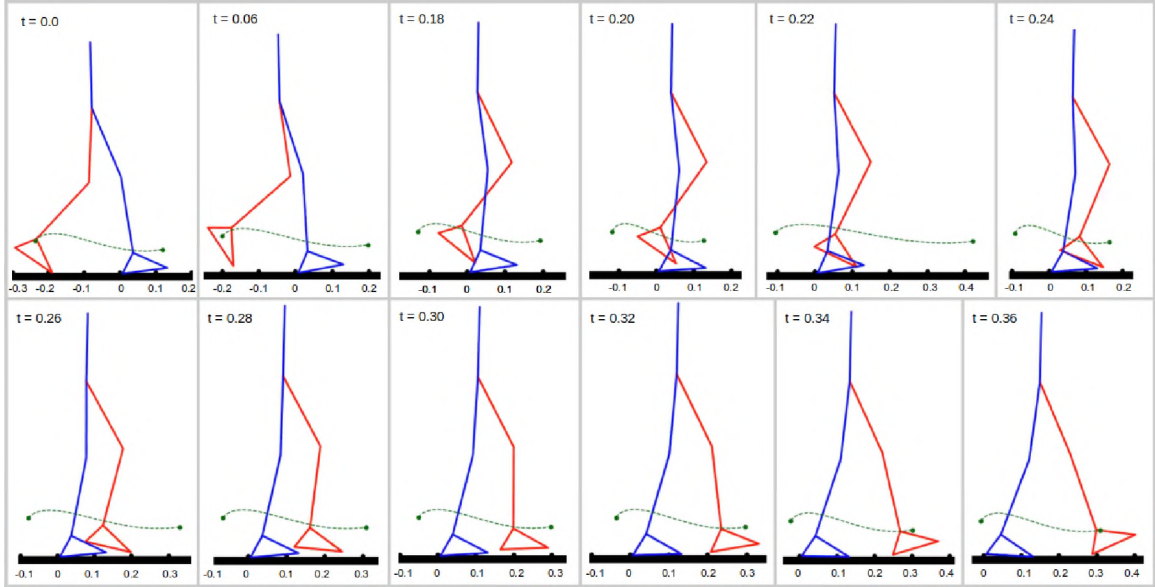 t = 0.0
-0.3 -0.2 -0.1 0 0.1 0.2
t = 0.06
-0.2 -0.1 0 0.1 0.2
t = 0.18
-0.1 0 0.1 0.2
t = 0.20
-0.1 0 0.1 0.2
t = 0.22
-0.1 0 0.1 0.2 0.3 0.4
t = 0.24
-0.1 0 0.1 0.2
t = 0.26
-0.1 0 0.1 0.2 0.3
t = 0.28
-0.1 0 0.1 0.2 0.3
t = 0.30
-0.1 0 0.1 0.2 0.3
t = 0.32
0 0.1 0.2 0.3
t = 0.34
0 0.1 0.2 0.3 0.4
t = 0.36
0 0.1 0.2 0.3 0.4